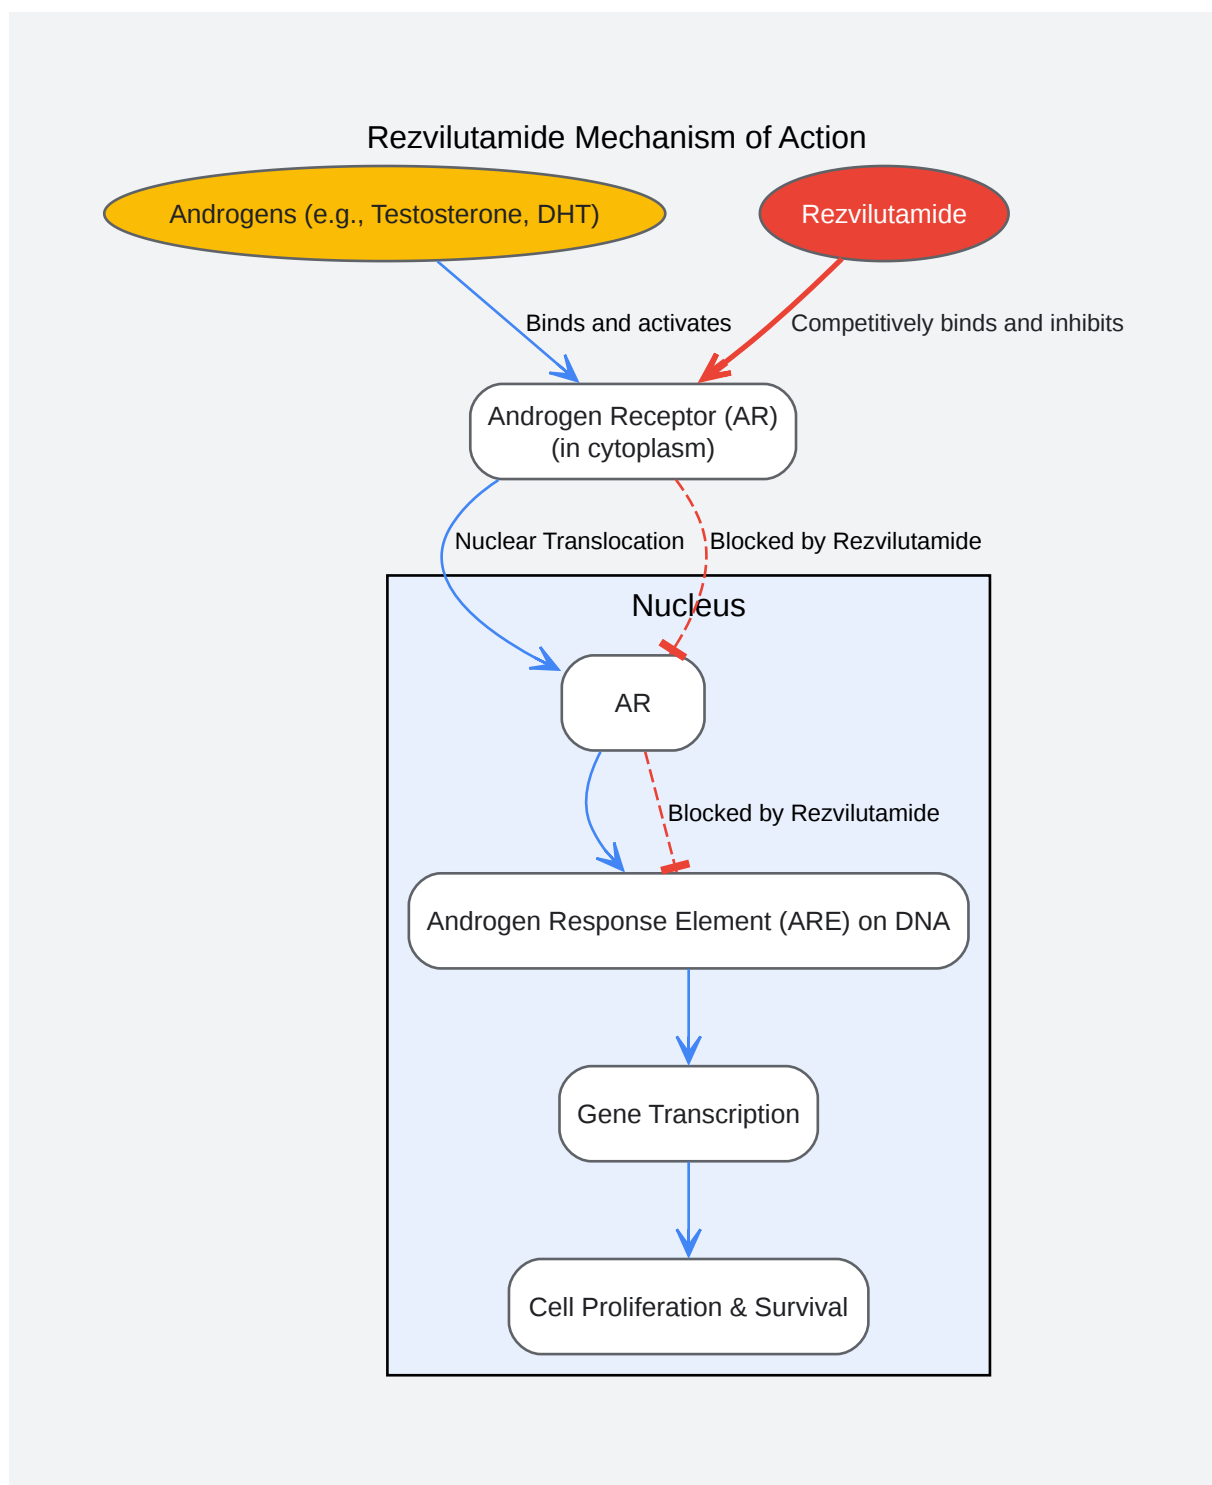 Rezvilutamide Mechanism of Action
Androgens (e.g., Testosterone, DHT)
Rezvilutamide
Binds and activates
Competitively binds and inhibits
Androgen Receptor (AR)
(in cytoplasm)
Nuclear Translocation
Blocked by Rezvilutamide
Nucleus
AR
Blocked by Rezvilutamide
Androgen Response Element (ARE) on DNA
Gene Transcription
Cell Proliferation & Survival